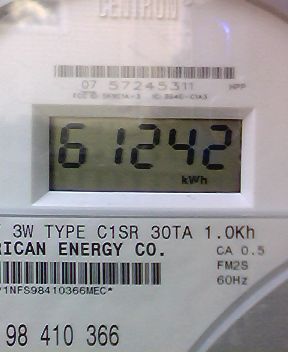 CENTRON
07 57245311 HPP
61242
kWh
3W TYPE C1SR 30TA 1.0Kh
RICAN ENERGY CO. CA 0.5
FM2S
60Hz
1NFS98410366MEC*
98 410 366